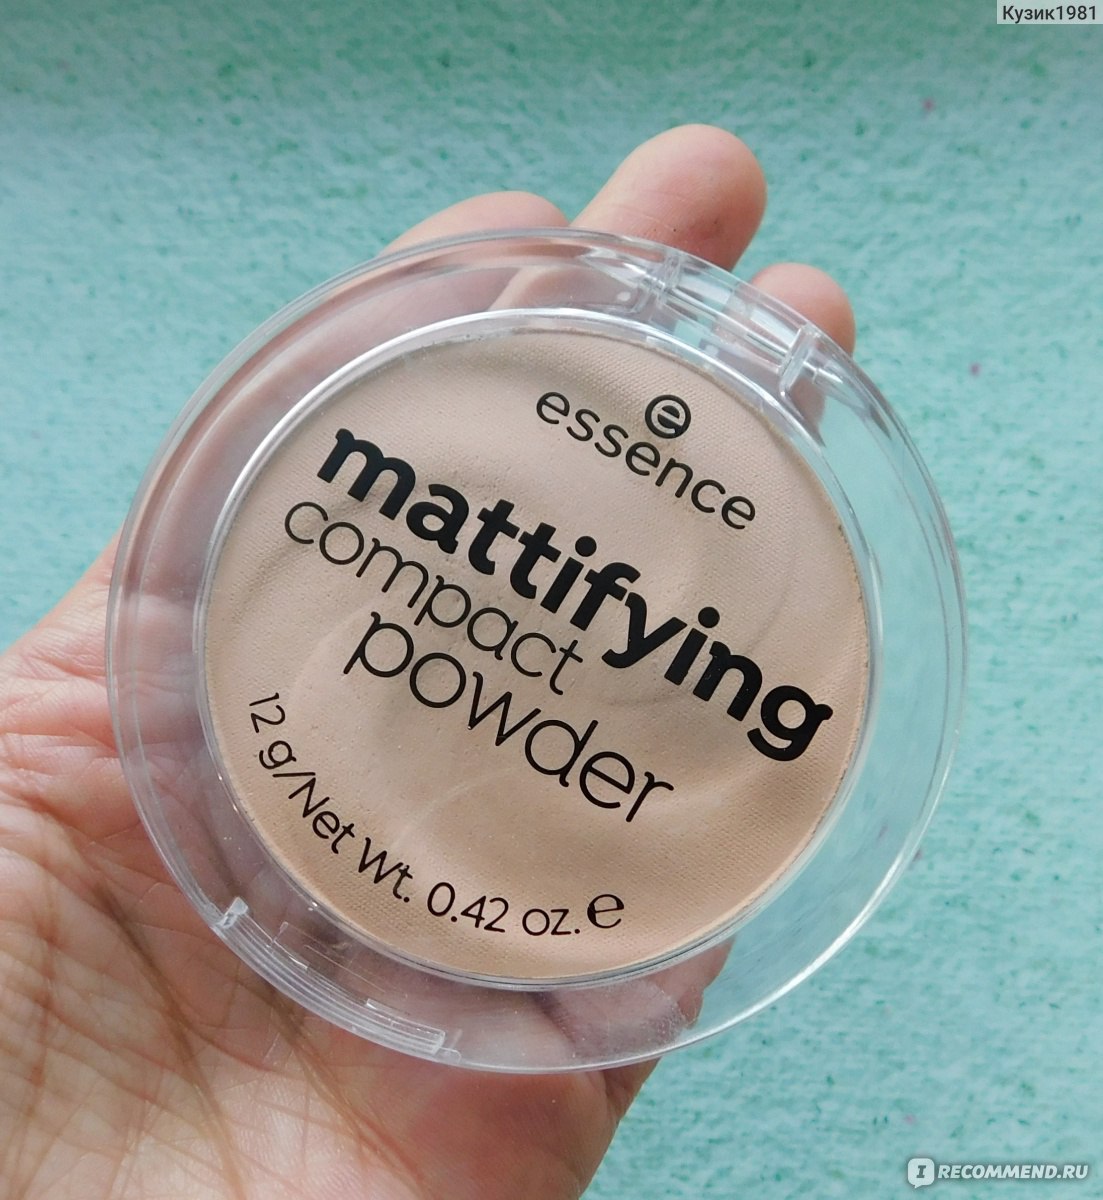 Кузик1981
e
essence
mattifying
compact
powder
12 g/Net Wt. 0.42 oz. e
I RECOMMEND.RU